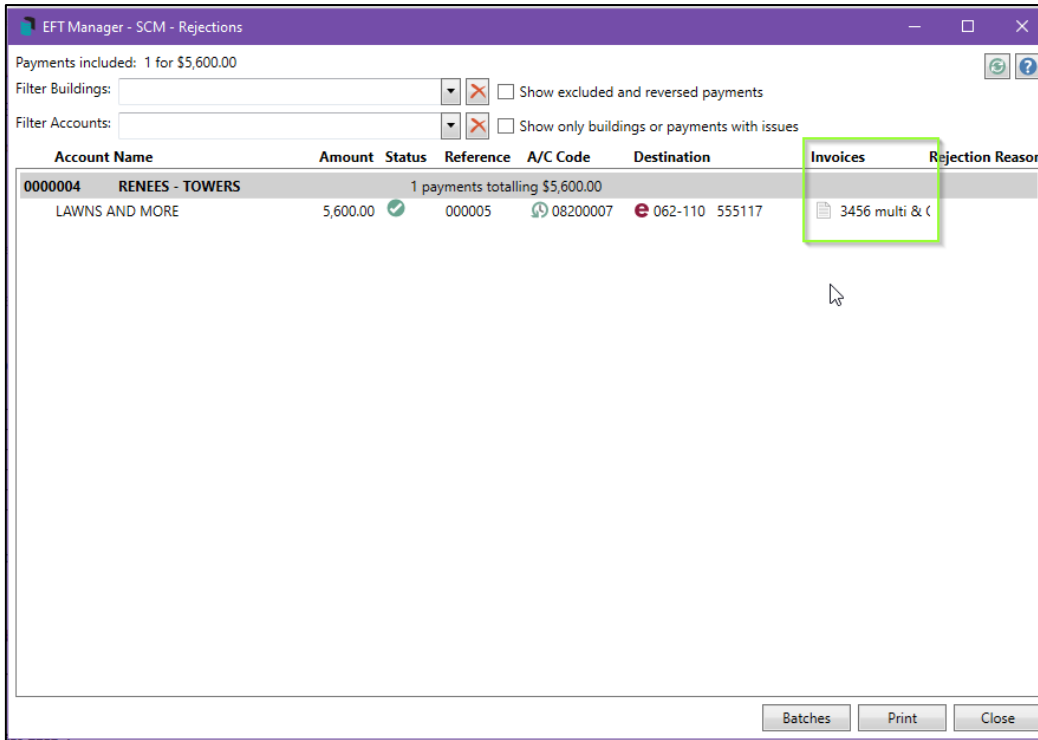 EFT Manager - SCM - Rejections
Payments included: 1 for $5,600.00
Filter Buildings: Show excluded and reversed payments
Filter Accounts: Show only buildings or payments with issues
Account Name Amount Status Reference A/C Code Destination Invoices Rejection Reason
0000004 RENEES - TOWERS 1 payments totalling $5,600.00
LAWNS AND MORE 5,600.00 000005 08200007 e 062-110 555117 3456 multi & (
Batches Print Close